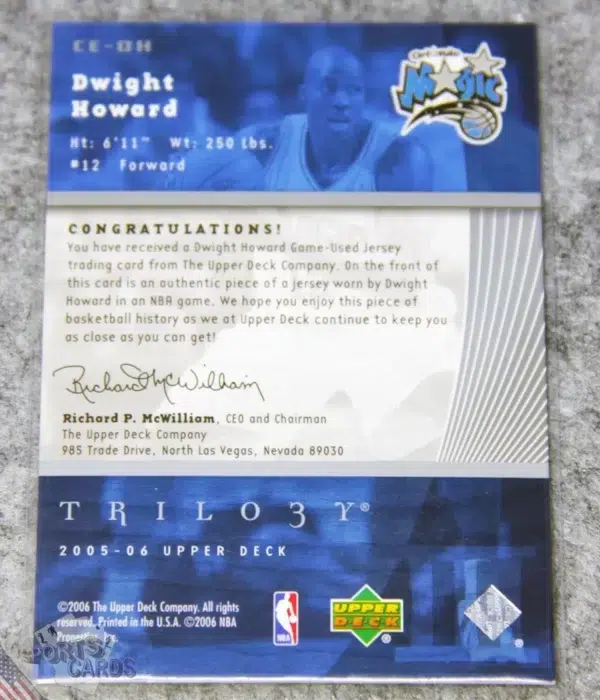 CE-DH
Orlando
Magic
Dwight
Howard
Ht: 6'11" Wt: 250 Lbs.
#12 Forward
CONGRATULATIONS!
You have received a Dwight Howard Game-Used Jersey
trading card from The Upper Deck Company. On the front of
this card is an authentic piece of a jersey worn by Dwight
Howard in an NBA game. We hope you enjoy this piece of
basketball history as we at Upper Deck continue to keep you
as close as you can get!
Richard P. McWilliam
Richard P. McWilliam, CEO and Chairman
The Upper Deck Company
985 Trade Drive, North Las Vegas, Nevada 89030
TRILO3Y®
2005-06 UPPER DECK
©2006 The Upper Deck Company. All rights
reserved. Printed in the U.S.A. ©2006 NBA
Properties, Inc.
NBA
UPPER
DECK
®
®
SPORTS
CARDS